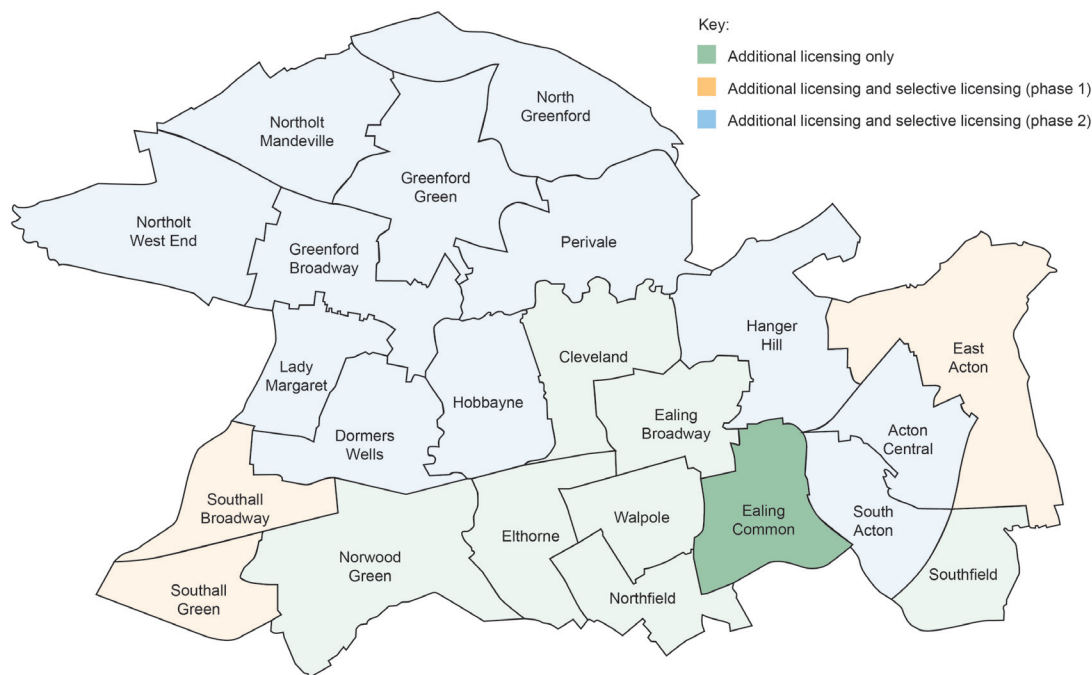 Key:
Additional licensing only
Additional licensing and selective licensing (phase 1)
Additional licensing and selective licensing (phase 2)
North
Greenford
Northolt
Mandeville
Greenford
Green
Northolt
West End
Greenford
Broadway
Perivale
Hanger
Hill
East
Acton
Lady
Margaret
Cleveland
Hobbayne
Ealing
Broadway
Dormers
Wells
Acton
Central
Southall
Broadway
Walpole
Ealing
Common
South
Acton
Elthorne
Norwood
Green
Southfield
Southall
Green
Northfield